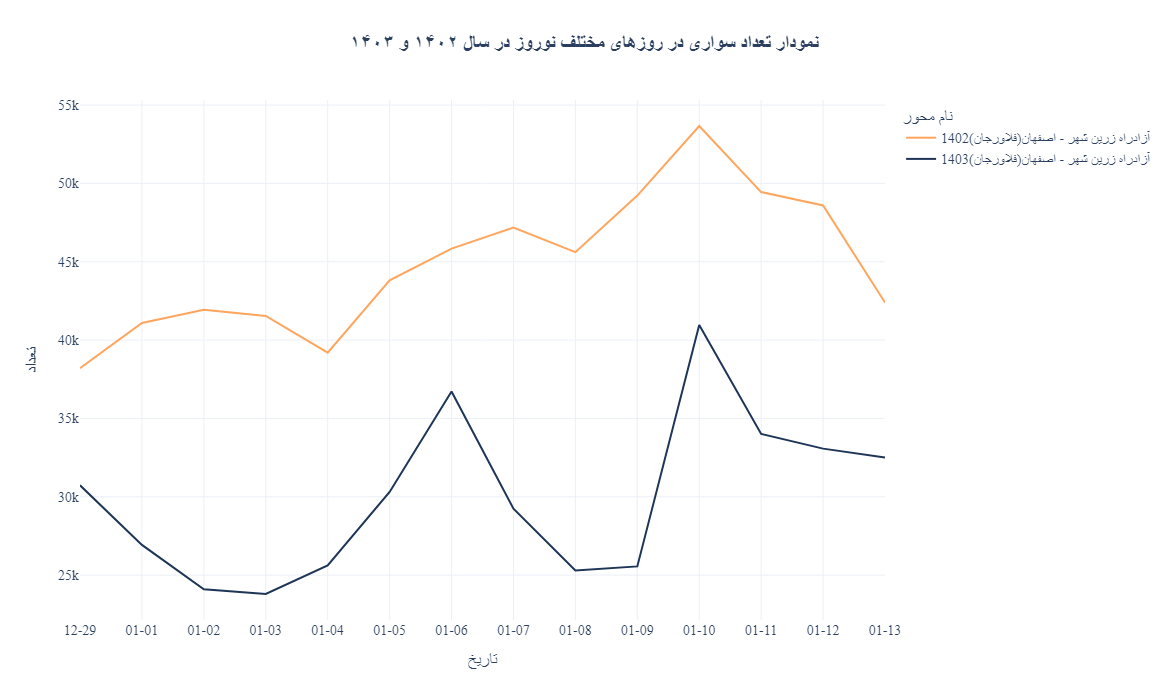 نمودار تعداد سواری در روزهای مختلف نوروز در سال ۱۴۰۲ و ۱۴۰۳
نام محور
آزادراه زرین شهر - اصفهان(فلاورجان)1402
آزادراه زرین شهر - اصفهان(فلاورجان)1403
55k
50k
45k
40k
35k
30k
25k
تعداد
12-29 01-01 01-02 01-03 01-04 01-05 01-06 01-07 01-08 01-09 01-10 01-11 01-12 01-13
تاریخ